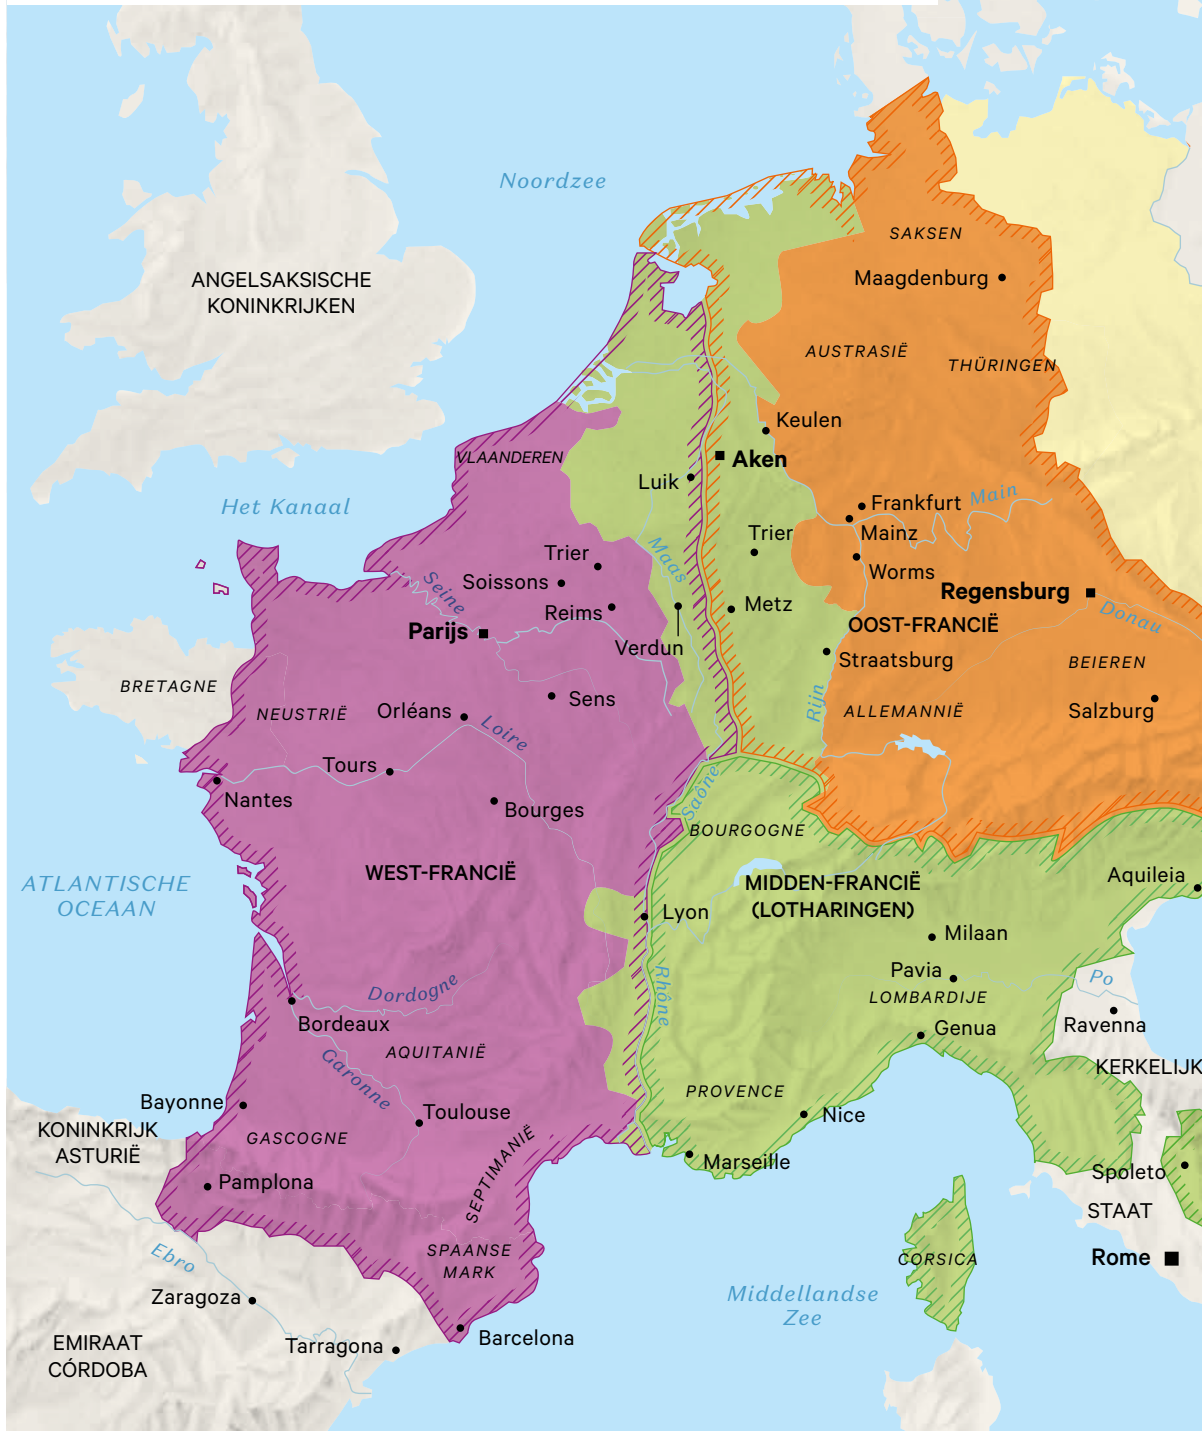 Noordzee
SAKSEN
Maagdenburg
ANGELSAKSISCHE
KONINKRIJKEN
AUSTRASIË
THÜRINGEN
Keulen
VLAANDEREN
Aken
Luik
Het Kanaal
Frankfurt
Main
Mainz
Trier
Trier
Maas
Soissons
Seine
Worms
Reims
Metz
Regensburg
Donau
Parijs
OOST-FRANCIË
Verdun
Straatsburg
BEIEREN
BRETAGNE
NEUSTRIË
Orléans
Sens
Rijn
ALLEMANNIË
Salzburg
Loire
Tours
Saône
Nantes
Bourges
BOURGOGNE
WEST-FRANCIË
MIDDEN-FRANCIË
(LOTHARINGEN)
Aquileia
ATLANTISCHE
OCEAAN
Lyon
Milaan
Pavia
Po
Dordogne
Rhône
LOMBARDIJE
Bordeaux
Genua
Ravenna
AQUITANIË
Garonne
KERKELIJK
PROVENCE
Bayonne
Toulouse
Nice
KONINKRIJK
ASTURIË
GASCOGNE
SEPTIMANIË
Marseille
Spoleto
Pamplona
STAAT
Ebro
SPAANSE
MARK
CORSICA
Rome
Zaragoza
Middellandse
Zee
EMIRAAT
CÓRDOBA
Tarragona
Barcelona